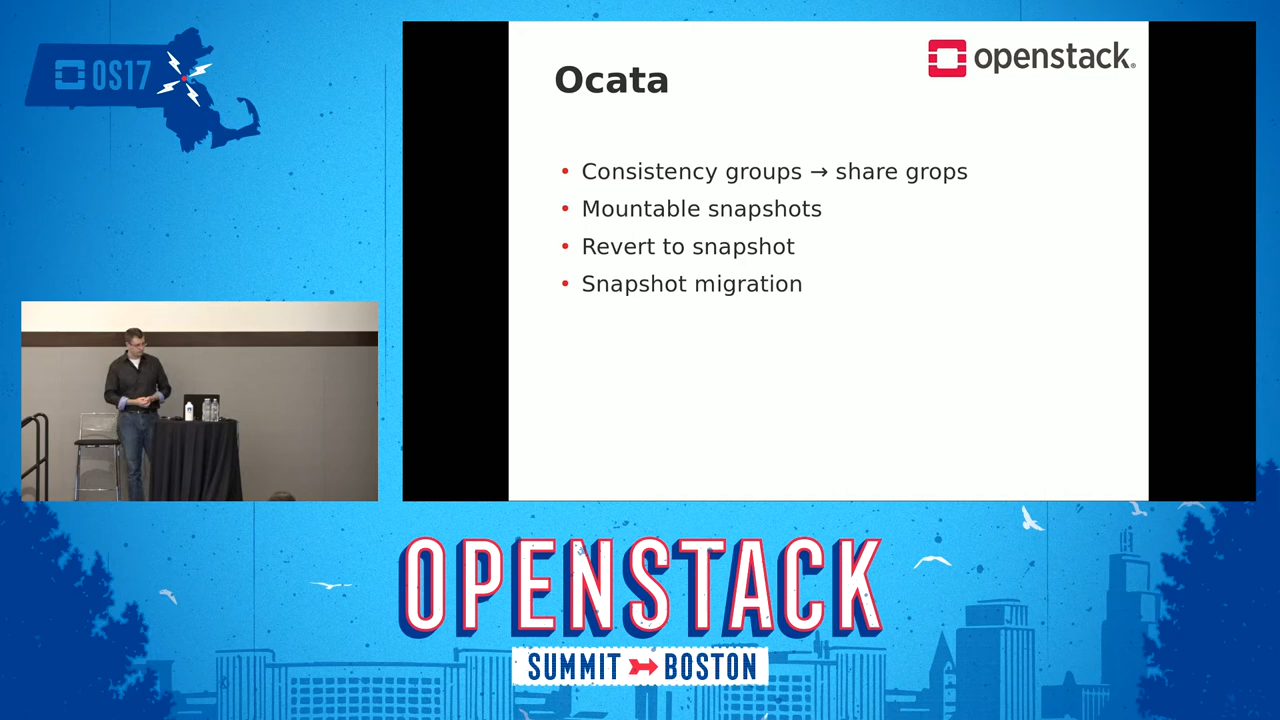 OS17
openstack.
Ocata
• Consistency groups → share grops
• Mountable snapshots
• Revert to snapshot
• Snapshot migration
OPENSTACK
SUMMIT BOSTON